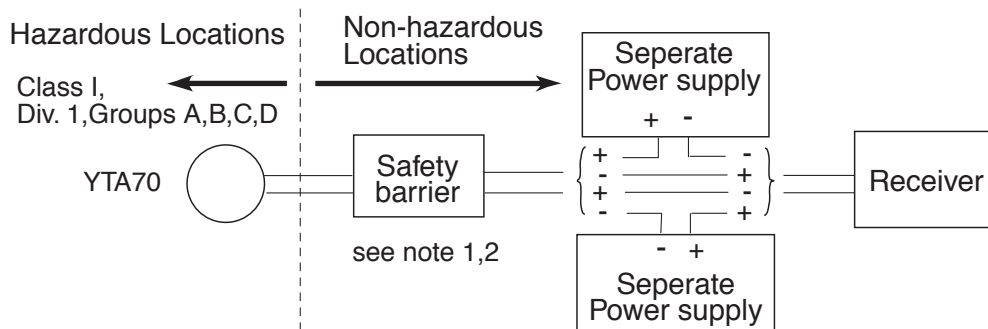 Hazardous Locations
Class I,
Div. 1,Groups A,B,C,D
Non-hazardous
Locations
Seperate
Power supply
+ -
YTA70
Safety
barrier
see note 1,2
+ -
- +
+ -
- +
Receiver
- +
Seperate
Power supply